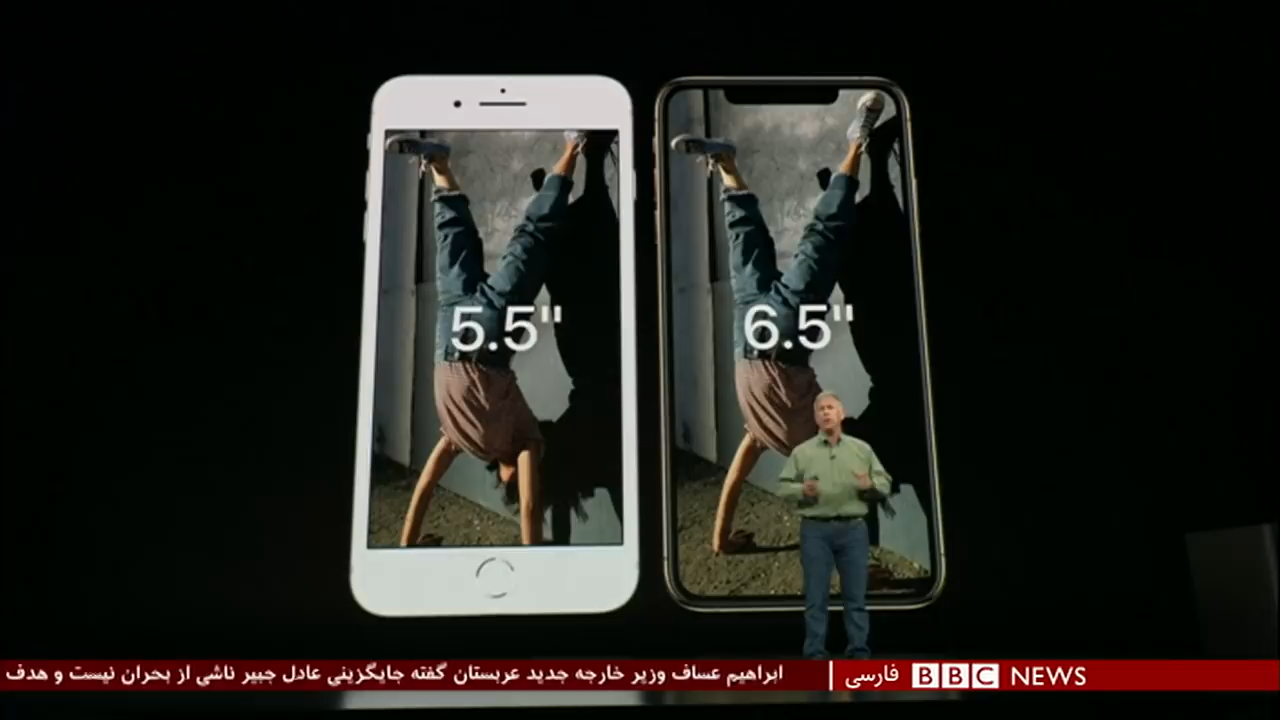 5.5"
6.5"
ابراهیم عساف وزیر خارجه جدید عربستان گفته جایگزینی عادل جبیر ناشی از بحران نیست و هدف
BBC NEWS فارسی